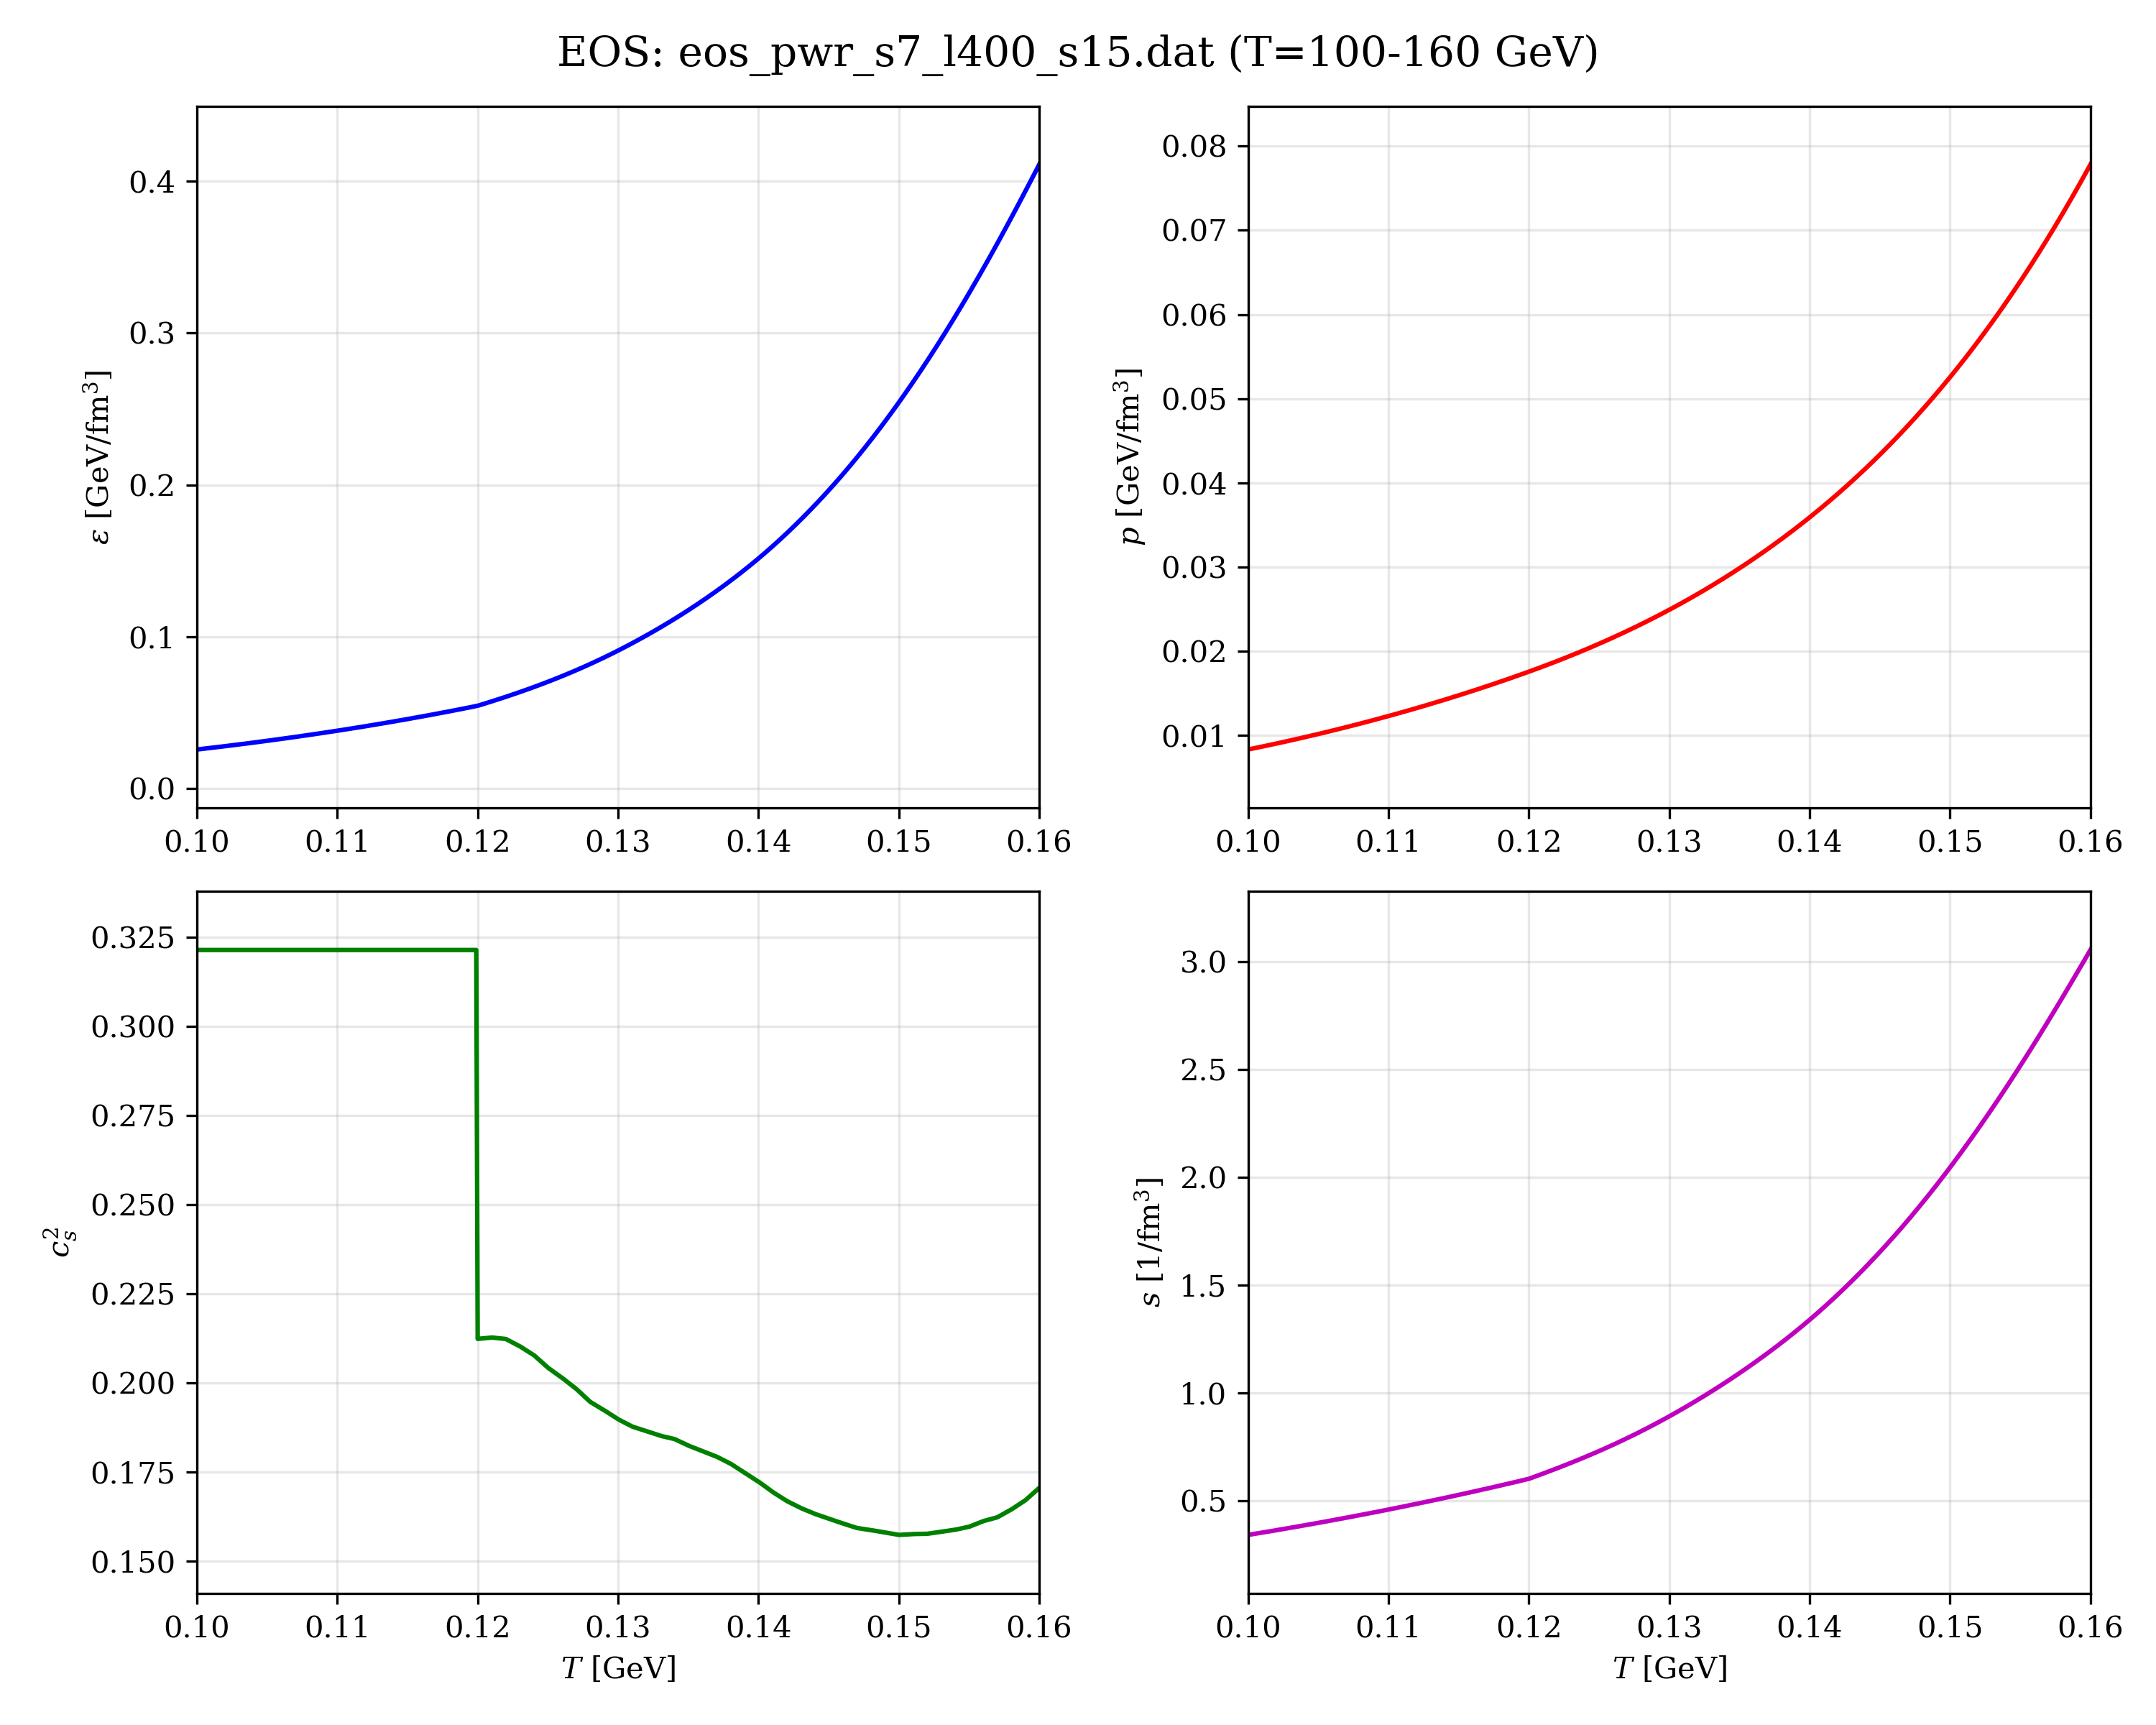 EOS: eos_pwr_s7_l400_s15.dat (T=100-160 GeV)
ε [GeV/fm³]
0.4
0.3
0.2
0.1
0.0
0.10 0.11 0.12 0.13 0.14 0.15 0.16
p [GeV/fm³]
0.08
0.07
0.06
0.05
0.04
0.03
0.02
0.01
0.10 0.11 0.12 0.13 0.14 0.15 0.16
c_s^2
0.325
0.300
0.275
0.250
0.225
0.200
0.175
0.150
0.10 0.11 0.12 0.13 0.14 0.15 0.16
T [GeV]
s [1/fm³]
3.0
2.5
2.0
1.5
1.0
0.5
0.10 0.11 0.12 0.13 0.14 0.15 0.16
T [GeV]